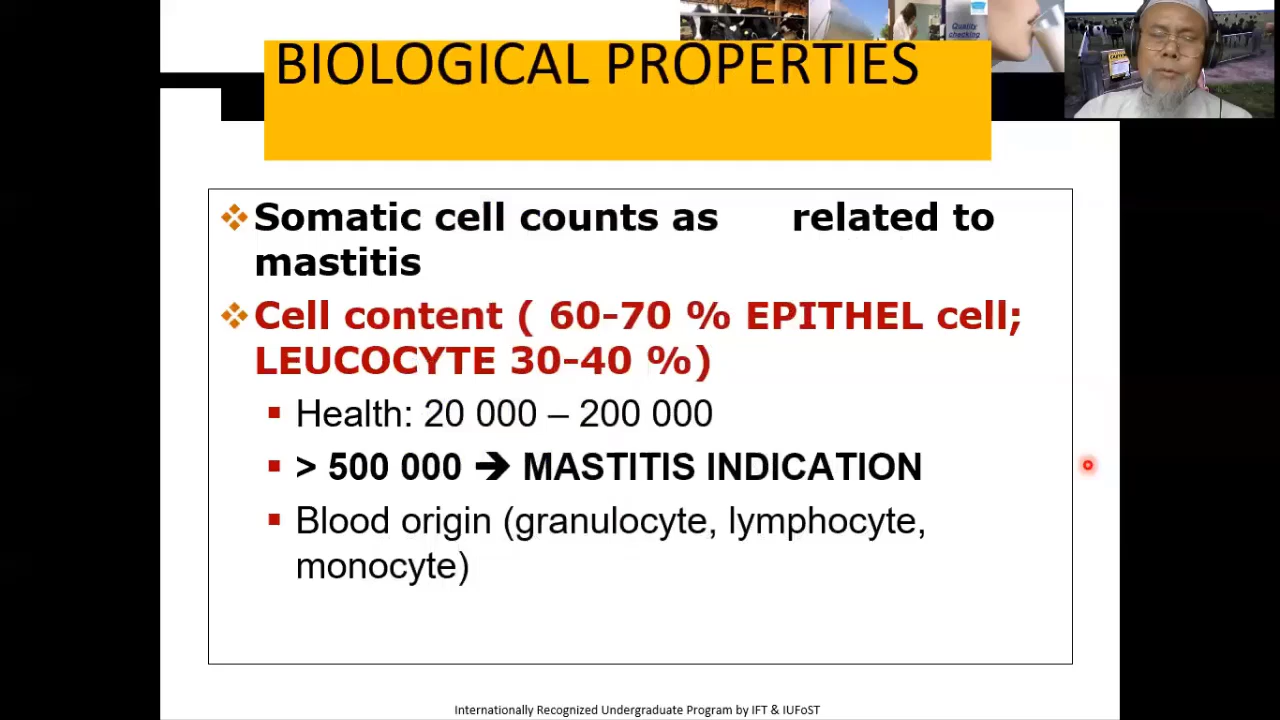 Quality
checking
BIOLOGICAL PROPERTIES
❖ Somatic cell counts as related to
mastitis
❖ Cell content ( 60-70 % EPITHEL cell;
LEUCOCYTE 30-40 %)
▪ Health: 20 000 – 200 000
▪ > 500 000 ➔ MASTITIS INDICATION
▪ Blood origin (granulocyte, lymphocyte,
monocyte)
Internationally Recognized Undergraduate Program by IFT & IUFoST